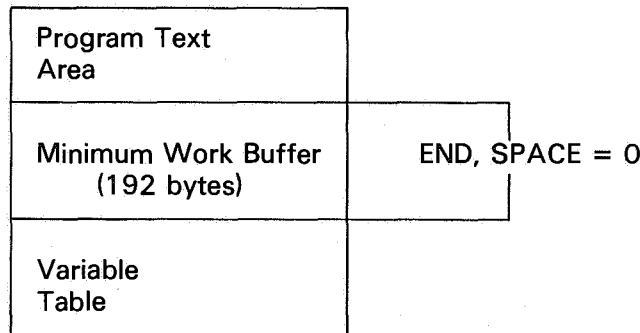 Program Text
Area
Minimum Work Buffer
(192 bytes)
END, SPACE = 0
Variable
Table